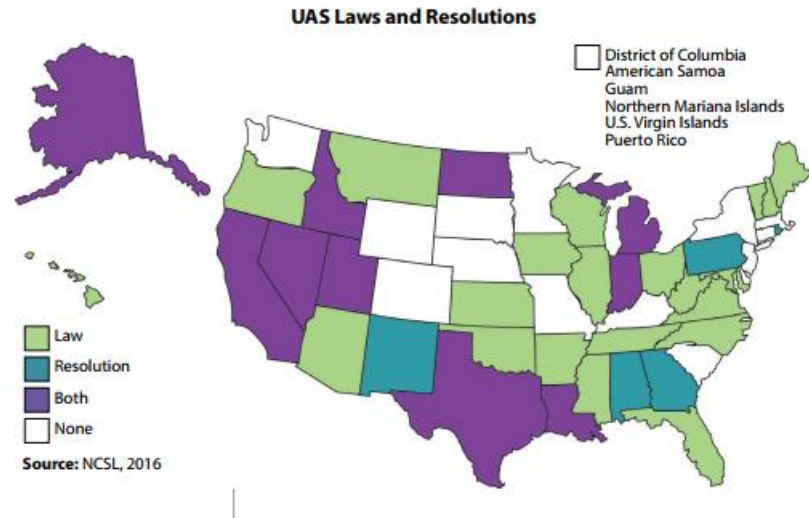 UAS Laws and Resolutions
District of Columbia
American Samoa
Guam
Northern Mariana Islands
U.S. Virgin Islands
Puerto Rico
Law
Resolution
Both
None
Source: NCSL, 2016